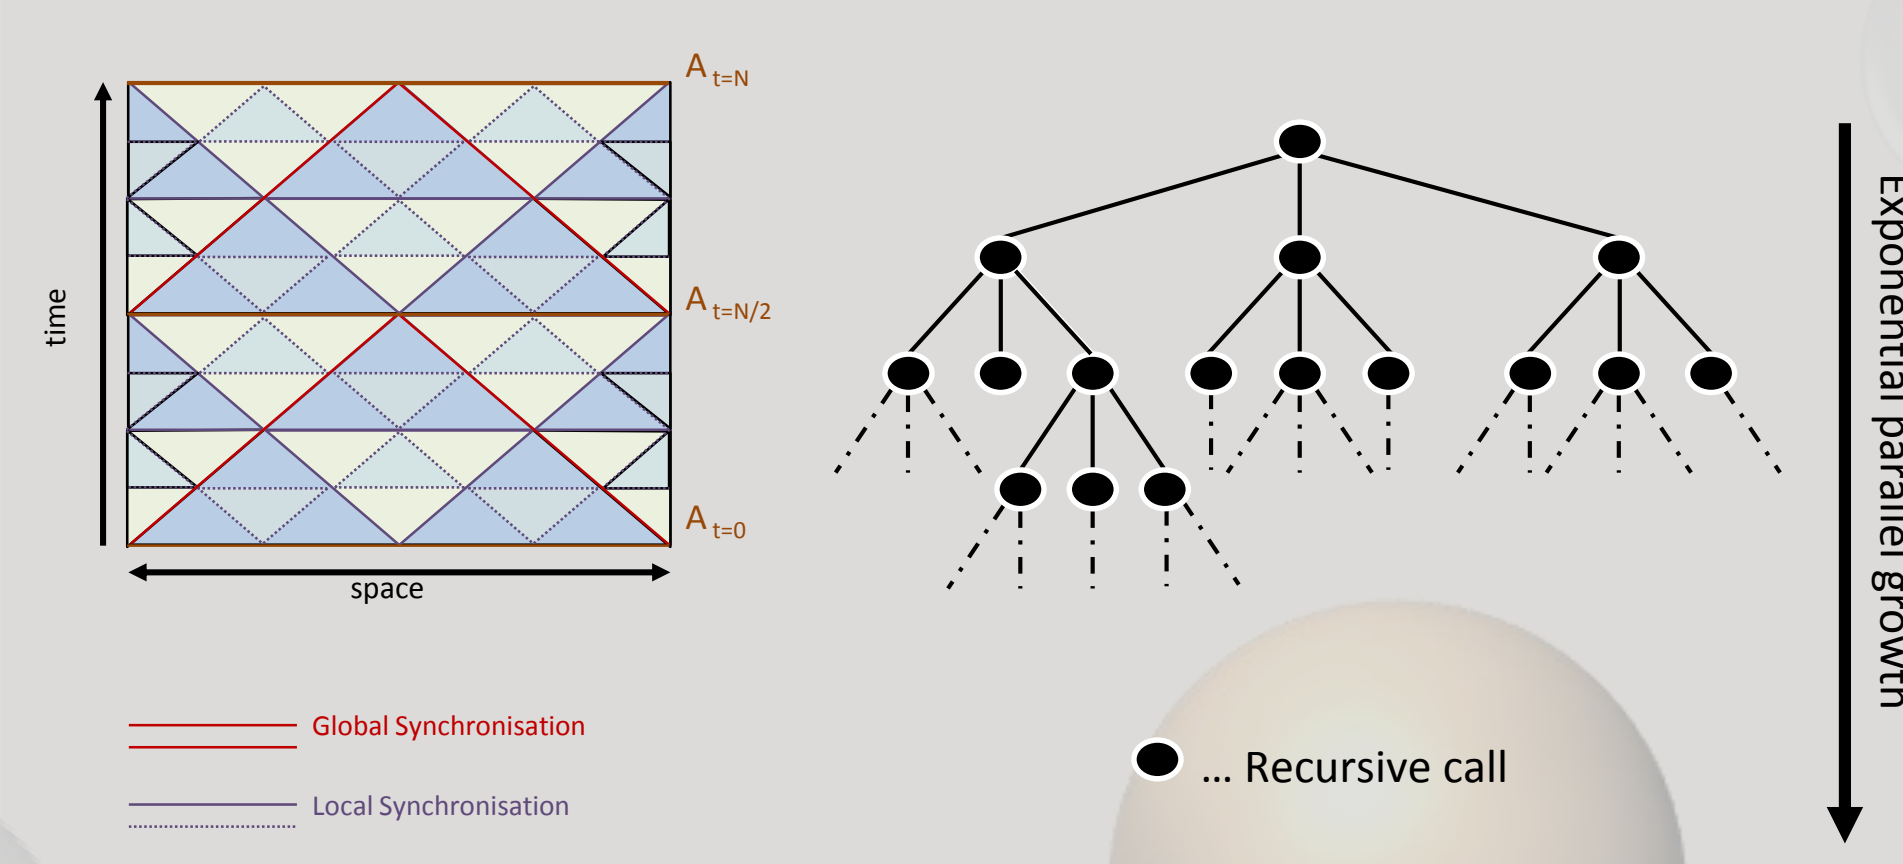 A t=N
time
A t=N/2
A t=0
space
Global Synchronisation
Local Synchronisation
... Recursive call
Exponential parallel growth